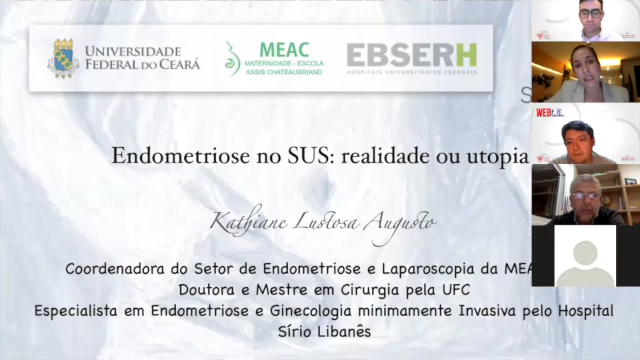 UNIVERSIDADE
FEDERAL DO CEARÁ
MEAC
MATERNIDADE - ESCOLA
ASSIS CHATEAUBRIAND
EBSERH
HOSPITAIS UNIVERSITÁRIOS FEDERAIS
S
WEB
Endometriose no SUS: realidade ou utopia
Kathiane Lustosa Augusto
Coordenadora do Setor de Endometriose e Laparoscopia da MEA
Doutora e Mestre em Cirurgia pela UFC
Especialista em Endometriose e Ginecologia minimamente Invasiva pelo Hospital
Sírio Libanês